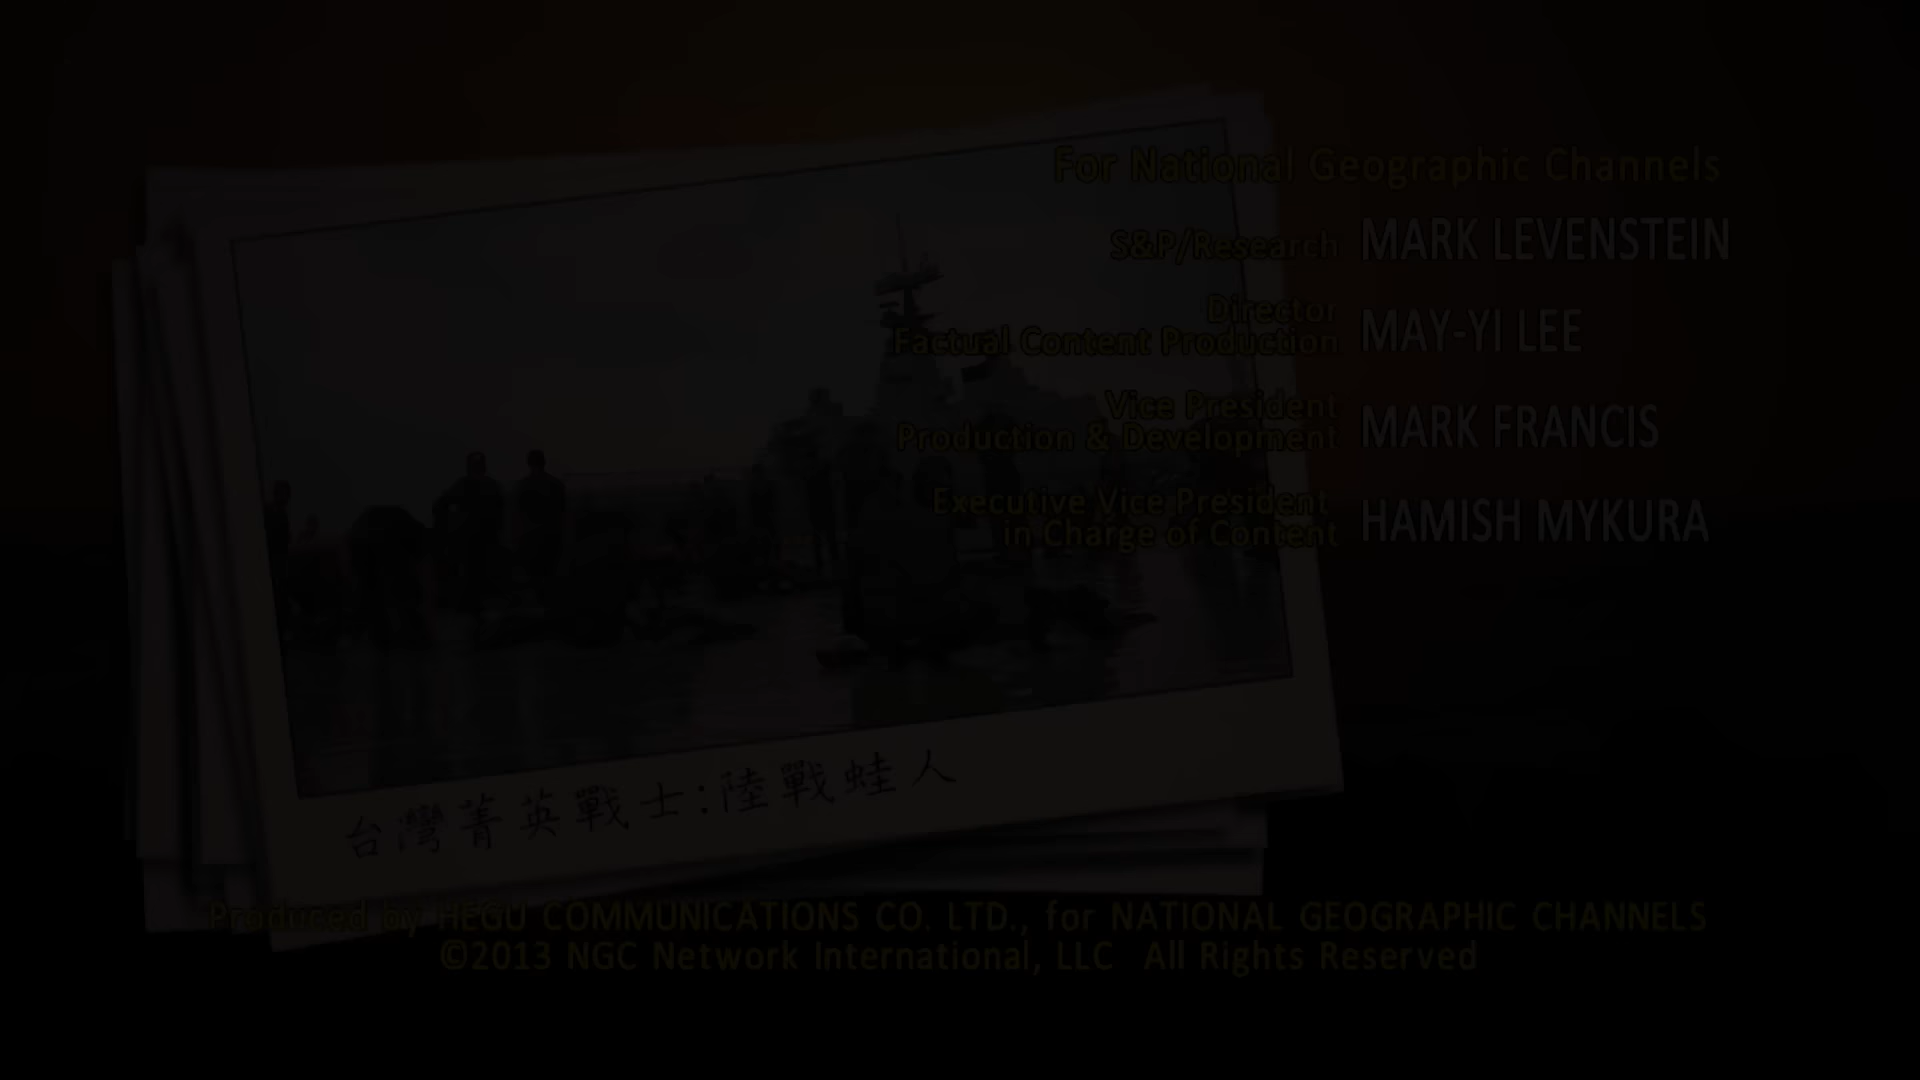 For National Geographic Channels
S&P/Research MARK LEVENSTEIN
Director
Factual Content Production MAY-YI LEE
Vice President
Production & Development MARK FRANCIS
Executive Vice President
in Charge of Content HAMISH MYKURA
台灣菁英戰士:陸戰蛙人
Produced by HEGU COMMUNICATIONS CO. LTD., for NATIONAL GEOGRAPHIC CHANNELS
©2013 NGC Network International, LLC All Rights Reserved